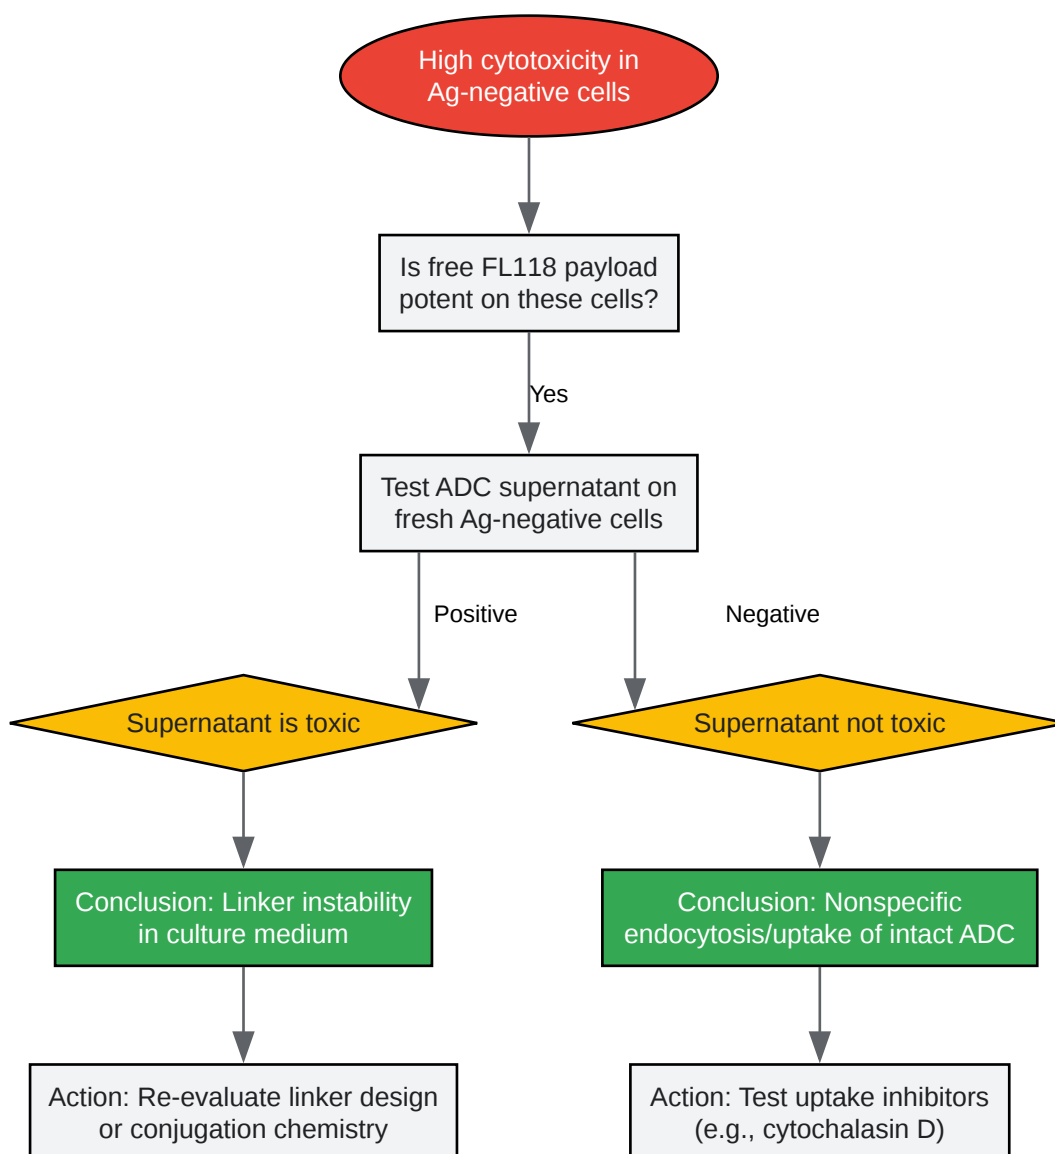 High cytotoxicity in
Ag-negative cells
Is free FL118 payload
potent on these cells?
Yes
Test ADC supernatant on
fresh Ag-negative cells
Positive
Negative
Supernatant is toxic
Supernatant not toxic
Conclusion: Linker instability
in culture medium
Conclusion: Nonspecific
endocytosis/uptake of intact ADC
Action: Re-evaluate linker design
or conjugation chemistry
Action: Test uptake inhibitors
(e.g., cytochalasin D)